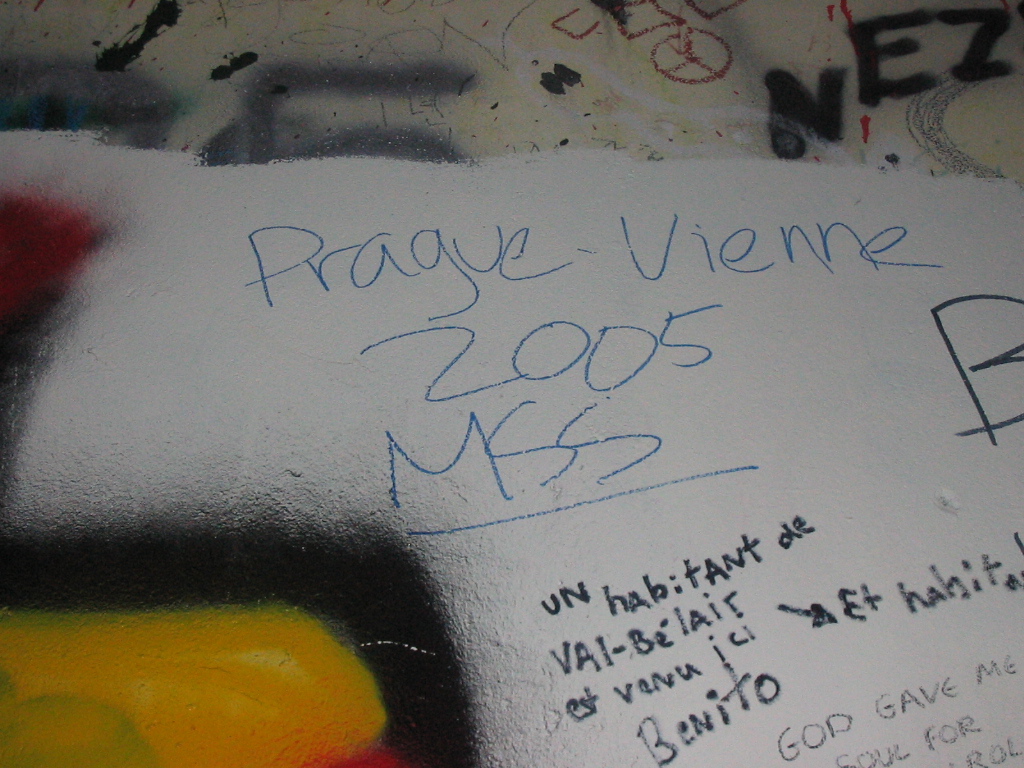 NEZ
Prague-Vienne
2005
MSS
B
UN habitANT de
VAl-Bélair
est venu ici
Benito
Et
GOD GAVE ME
SOUL FOR